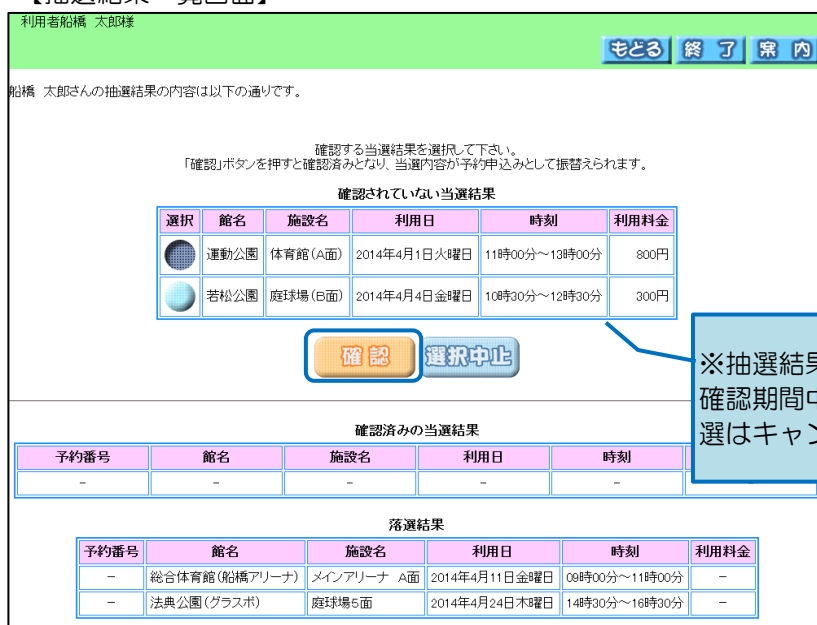 【抽選結果一覧画面】
利用者船橋 太郎様
もどる 終了 案内
船橋 太郎さんの抽選結果の内容は以下の通りです。
確認する当選結果を選択して下さい。
「確認」ボタンを押すと確認済みとなり、当選内容が予約申込みとして振替えられます。
確認されていない当選結果
選択 館名 施設名 利用日 時刻 利用料金
運動公園 体育館(A面) 2014年4月1日火曜日 11時00分～13時00分 800円
若松公園 庭球場(B面) 2014年4月4日金曜日 10時30分～12時30分 300円
確認 選択中止
※抽選結果
確認期間中
選はキャン
確認済みの当選結果
予約番号 館名 施設名 利用日 時刻
- - - - -
落選結果
予約番号 館名 施設名 利用日 時刻 利用料金
- 総合体育館(船橋アリーナ) メインアリーナ A面 2014年4月11日金曜日 09時00分～11時00分 -
- 法典公園(グラスポ) 庭球場5面 2014年4月24日木曜日 14時30分～16時30分 -